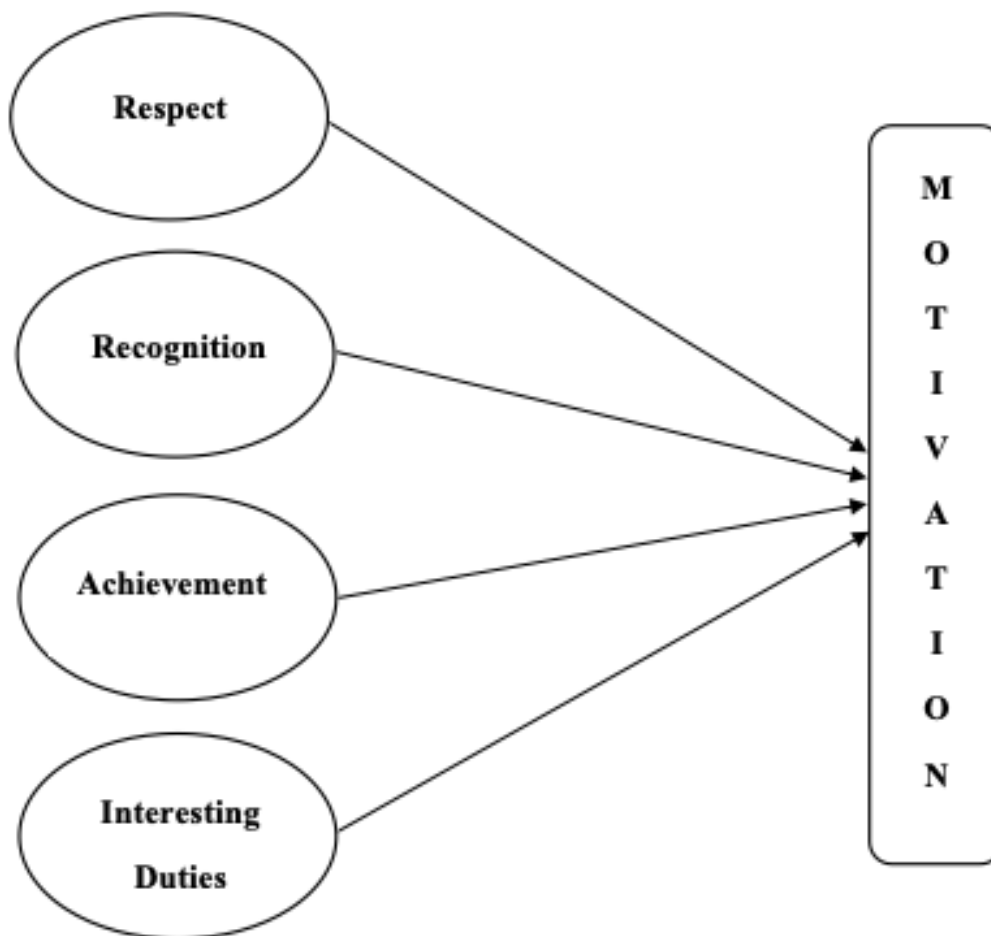 Respect
Recognition
Achievement
Interesting
Duties
M
O
T
I
V
A
T
I
O
N